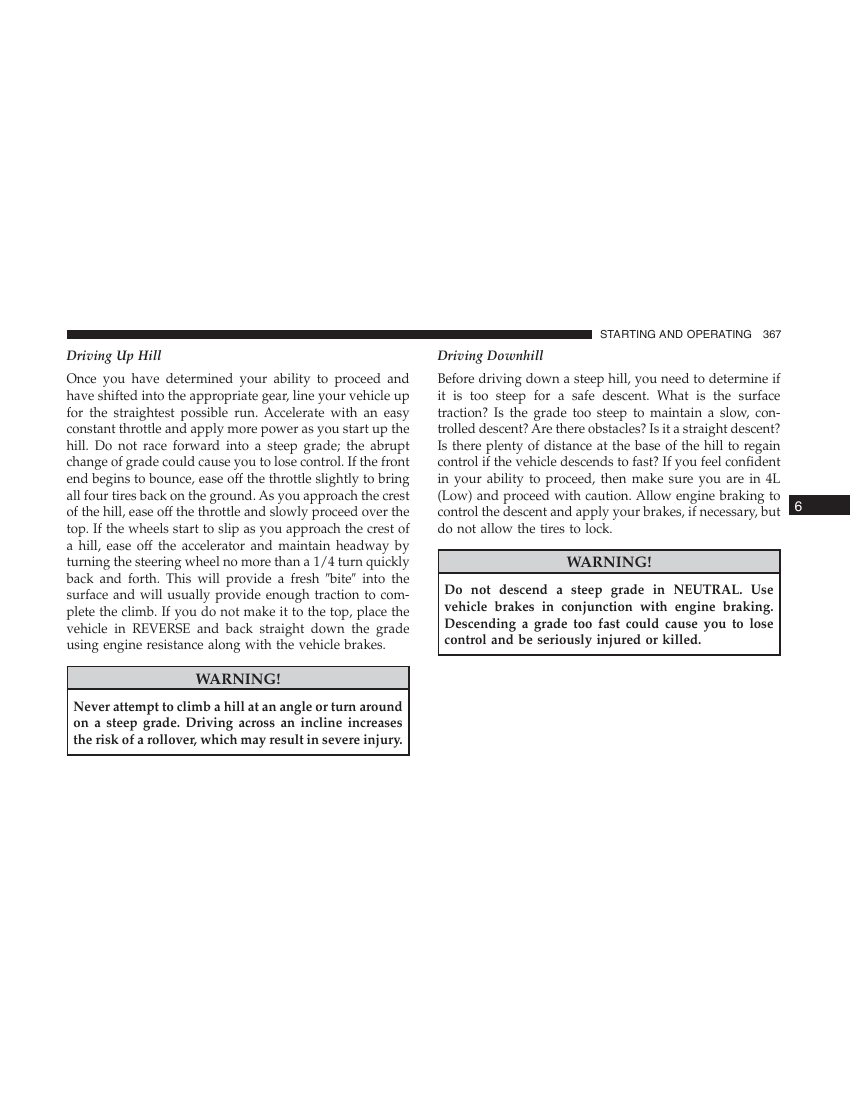 STARTING AND OPERATING 367
Driving Up Hill
Once you have determined your ability to proceed and
have shifted into the appropriate gear, line your vehicle up
for the straightest possible run. Accelerate with an easy
constant throttle and apply more power as you start up the
hill. Do not race forward into a steep grade; the abrupt
change of grade could cause you to lose control. If the front
end begins to bounce, ease off the throttle slightly to bring
all four tires back on the ground. As you approach the crest
of the hill, ease off the throttle and slowly proceed over the
top. If the wheels start to slip as you approach the crest of
a hill, ease off the accelerator and maintain headway by
turning the steering wheel no more than a 1/4 turn quickly
back and forth. This will provide a fresh ″bite″ into the
surface and will usually provide enough traction to com-
plete the climb. If you do not make it to the top, place the
vehicle in REVERSE and back straight down the grade
using engine resistance along with the vehicle brakes.
WARNING!
Never attempt to climb a hill at an angle or turn around
on a steep grade. Driving across an incline increases
the risk of a rollover, which may result in severe injury.
Driving Downhill
Before driving down a steep hill, you need to determine if
it is too steep for a safe descent. What is the surface
traction? Is the grade too steep to maintain a slow, con-
trolled descent? Are there obstacles? Is it a straight descent?
Is there plenty of distance at the base of the hill to regain
control if the vehicle descends to fast? If you feel confident
in your ability to proceed, then make sure you are in 4L
(Low) and proceed with caution. Allow engine braking to
control the descent and apply your brakes, if necessary, but
do not allow the tires to lock.
WARNING!
Do not descend a steep grade in NEUTRAL. Use
vehicle brakes in conjunction with engine braking.
Descending a grade too fast could cause you to lose
control and be seriously injured or killed.
6